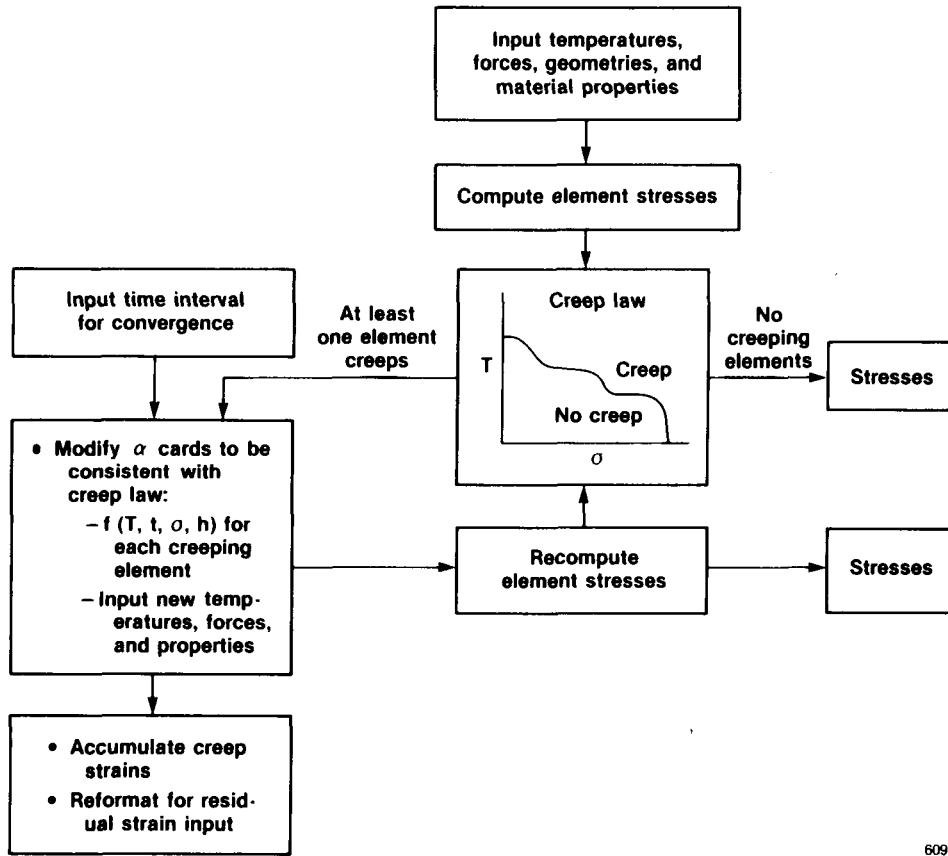 Input temperatures,
forces, geometries, and
material properties
Compute element stresses
Input time interval
for convergence
At least
one element
creeps
Creep law
T
Creep
No creep
σ
No
creeping
elements
Stresses
• Modify α cards to be
consistent with
creep law:
– f (T, t, σ, h) for
each creeping
element
– Input new temp-
eratures, forces,
and properties
Recompute
element stresses
Stresses
• Accumulate creep
strains
• Reformat for resid-
ual strain input
609